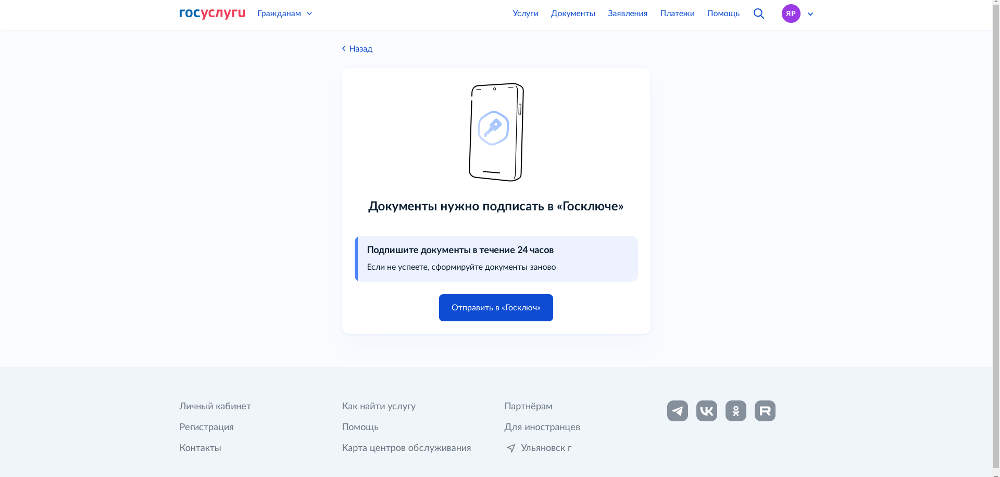 госуслуги
Гражданам
Услуги
Документы
Заявления
Платежи
Помощь
ЯР
Назад
Документы нужно подписать в «Госключе»
Подпишите документы в течение 24 часов
Если не успеете, сформируйте документы заново
Отправить в «Госключ»
Личный кабинет
Регистрация
Контакты
Как найти услугу
Помощь
Карта центров обслуживания
Партнёрам
Для иностранцев
Ульяновск г